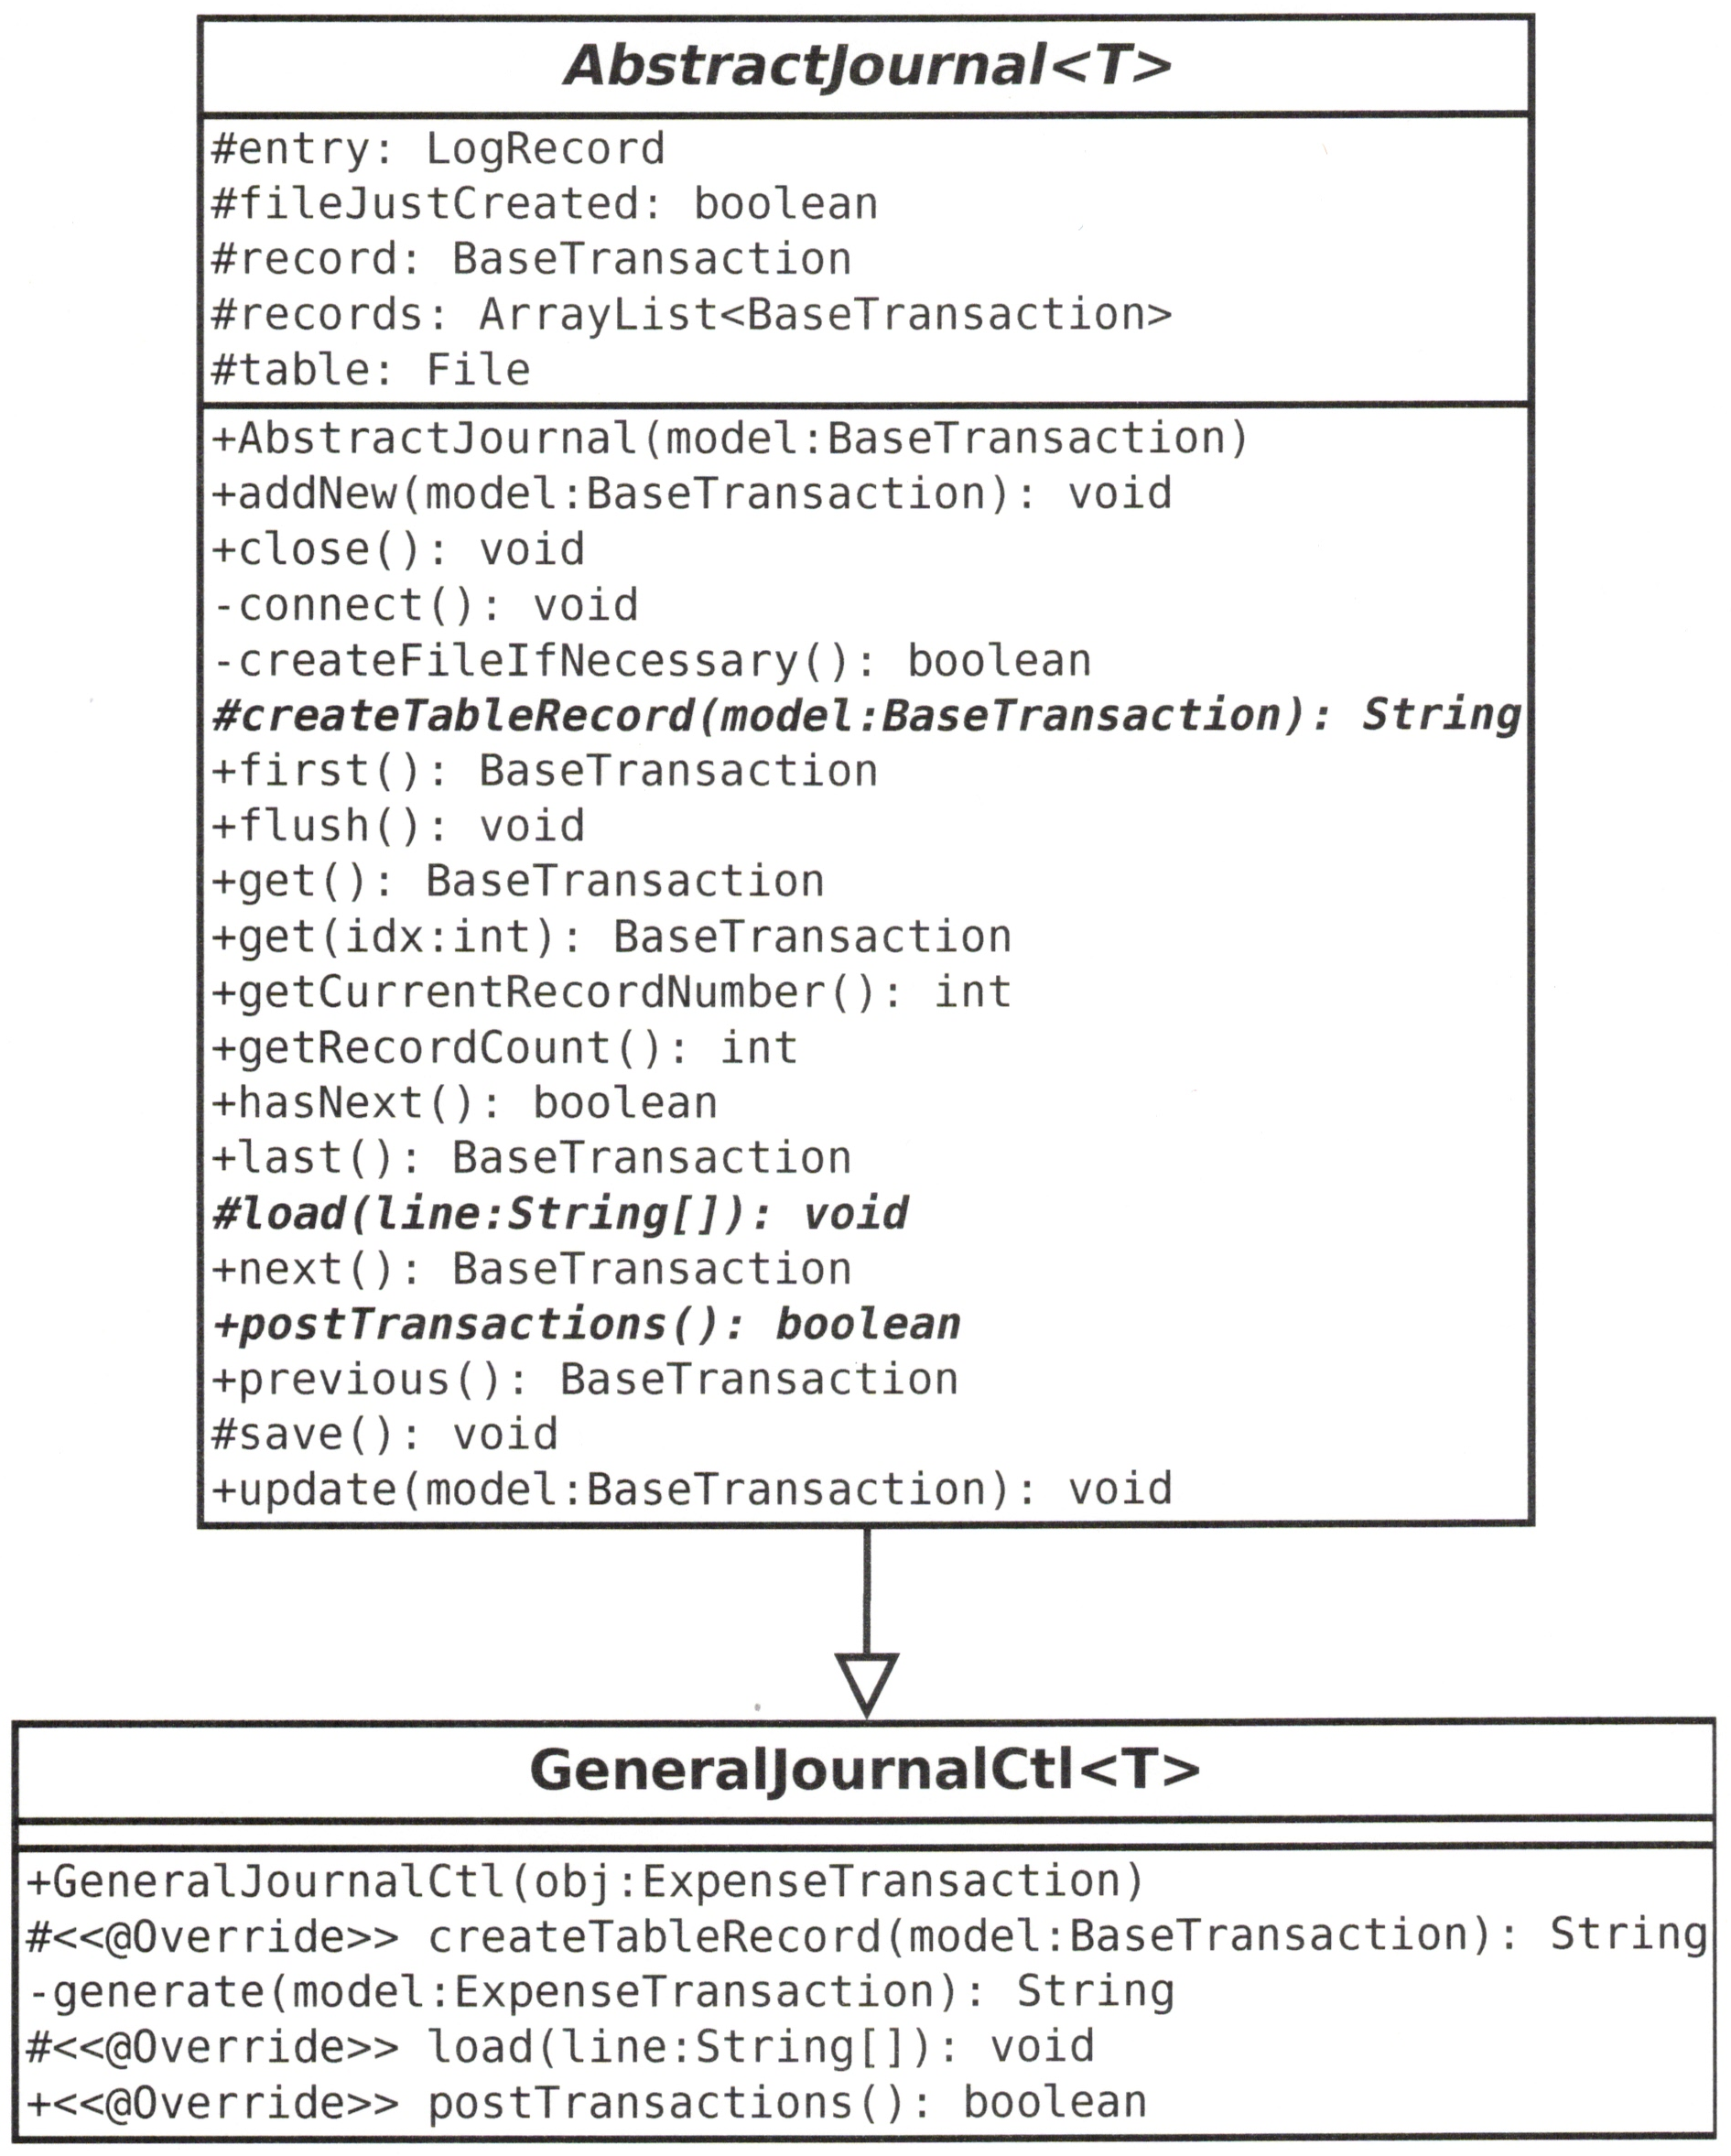 AbstractJournal<T>
#entry: LogRecord
#fileJustCreated: boolean
#record: BaseTransaction
#records: ArrayList<BaseTransaction>
#table: File
+AbstractJournal(model:BaseTransaction)
+addNew(model:BaseTransaction): void
+close(): void
-connect(): void
-createFileIfNecessary(): boolean
#createTableRecord(model:BaseTransaction): String
+first(): BaseTransaction
+flush(): void
+get(): BaseTransaction
+get(idx:int): BaseTransaction
+getCurrentRecordNumber(): int
+getRecordCount(): int
+hasNext(): boolean
+last(): BaseTransaction
#load(line:String[]): void
+next(): BaseTransaction
+postTransactions(): boolean
+previous(): BaseTransaction
#save(): void
+update(model:BaseTransaction): void
GeneralJournalCtl<T>
+GeneralJournalCtl(obj:ExpenseTransaction)
#<<@Override>> createTableRecord(model:BaseTransaction): String
-generate(model:ExpenseTransaction): String
#<<@Override>> load(line:String[]): void
+<<@Override>> postTransactions(): boolean